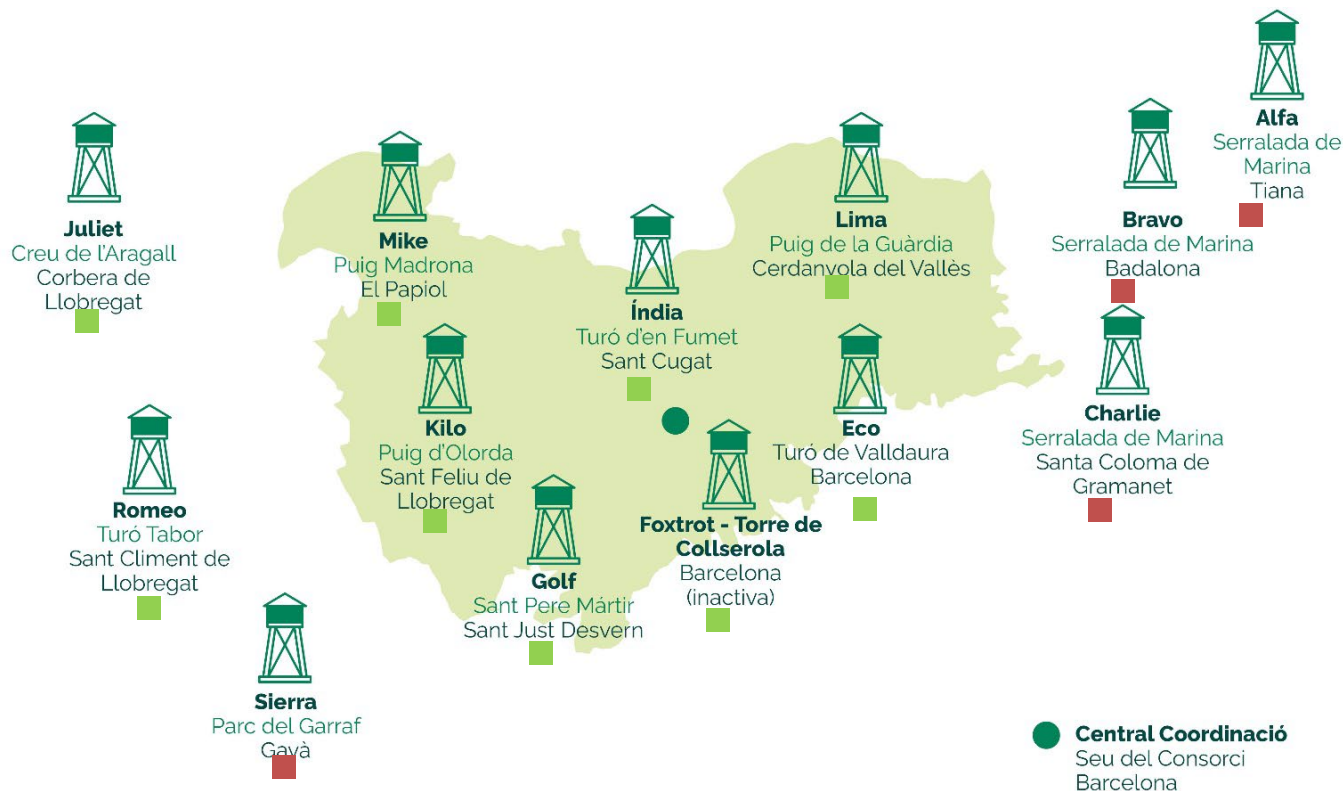 Alfa
Serralada de
Marina
Tiana
Juliet
Creu de l'Aragall
Corbera de
Llobregat
Mike
Puig Madrona
El Papiol
Lima
Puig de la Guàrdia
Cerdanyola del Vallès
Bravo
Serralada de Marina
Badalona
Índia
Turó d'en Fumet
Sant Cugat
Kilo
Puig d'Olorda
Sant Feliu de
Llobregat
Eco
Turó de Valldaura
Barcelona
Charlie
Serralada de Marina
Santa Coloma de
Gramanet
Romeo
Turó Tabor
Sant Climent de
Llobregat
Golf
Sant Pere Mártir
Sant Just Desvern
Foxtrot - Torre de
Collserola
Barcelona
(inactiva)
Sierra
Parc del Garraf
Gavà
Central Coordinació
Seu del Consorci
Barcelona